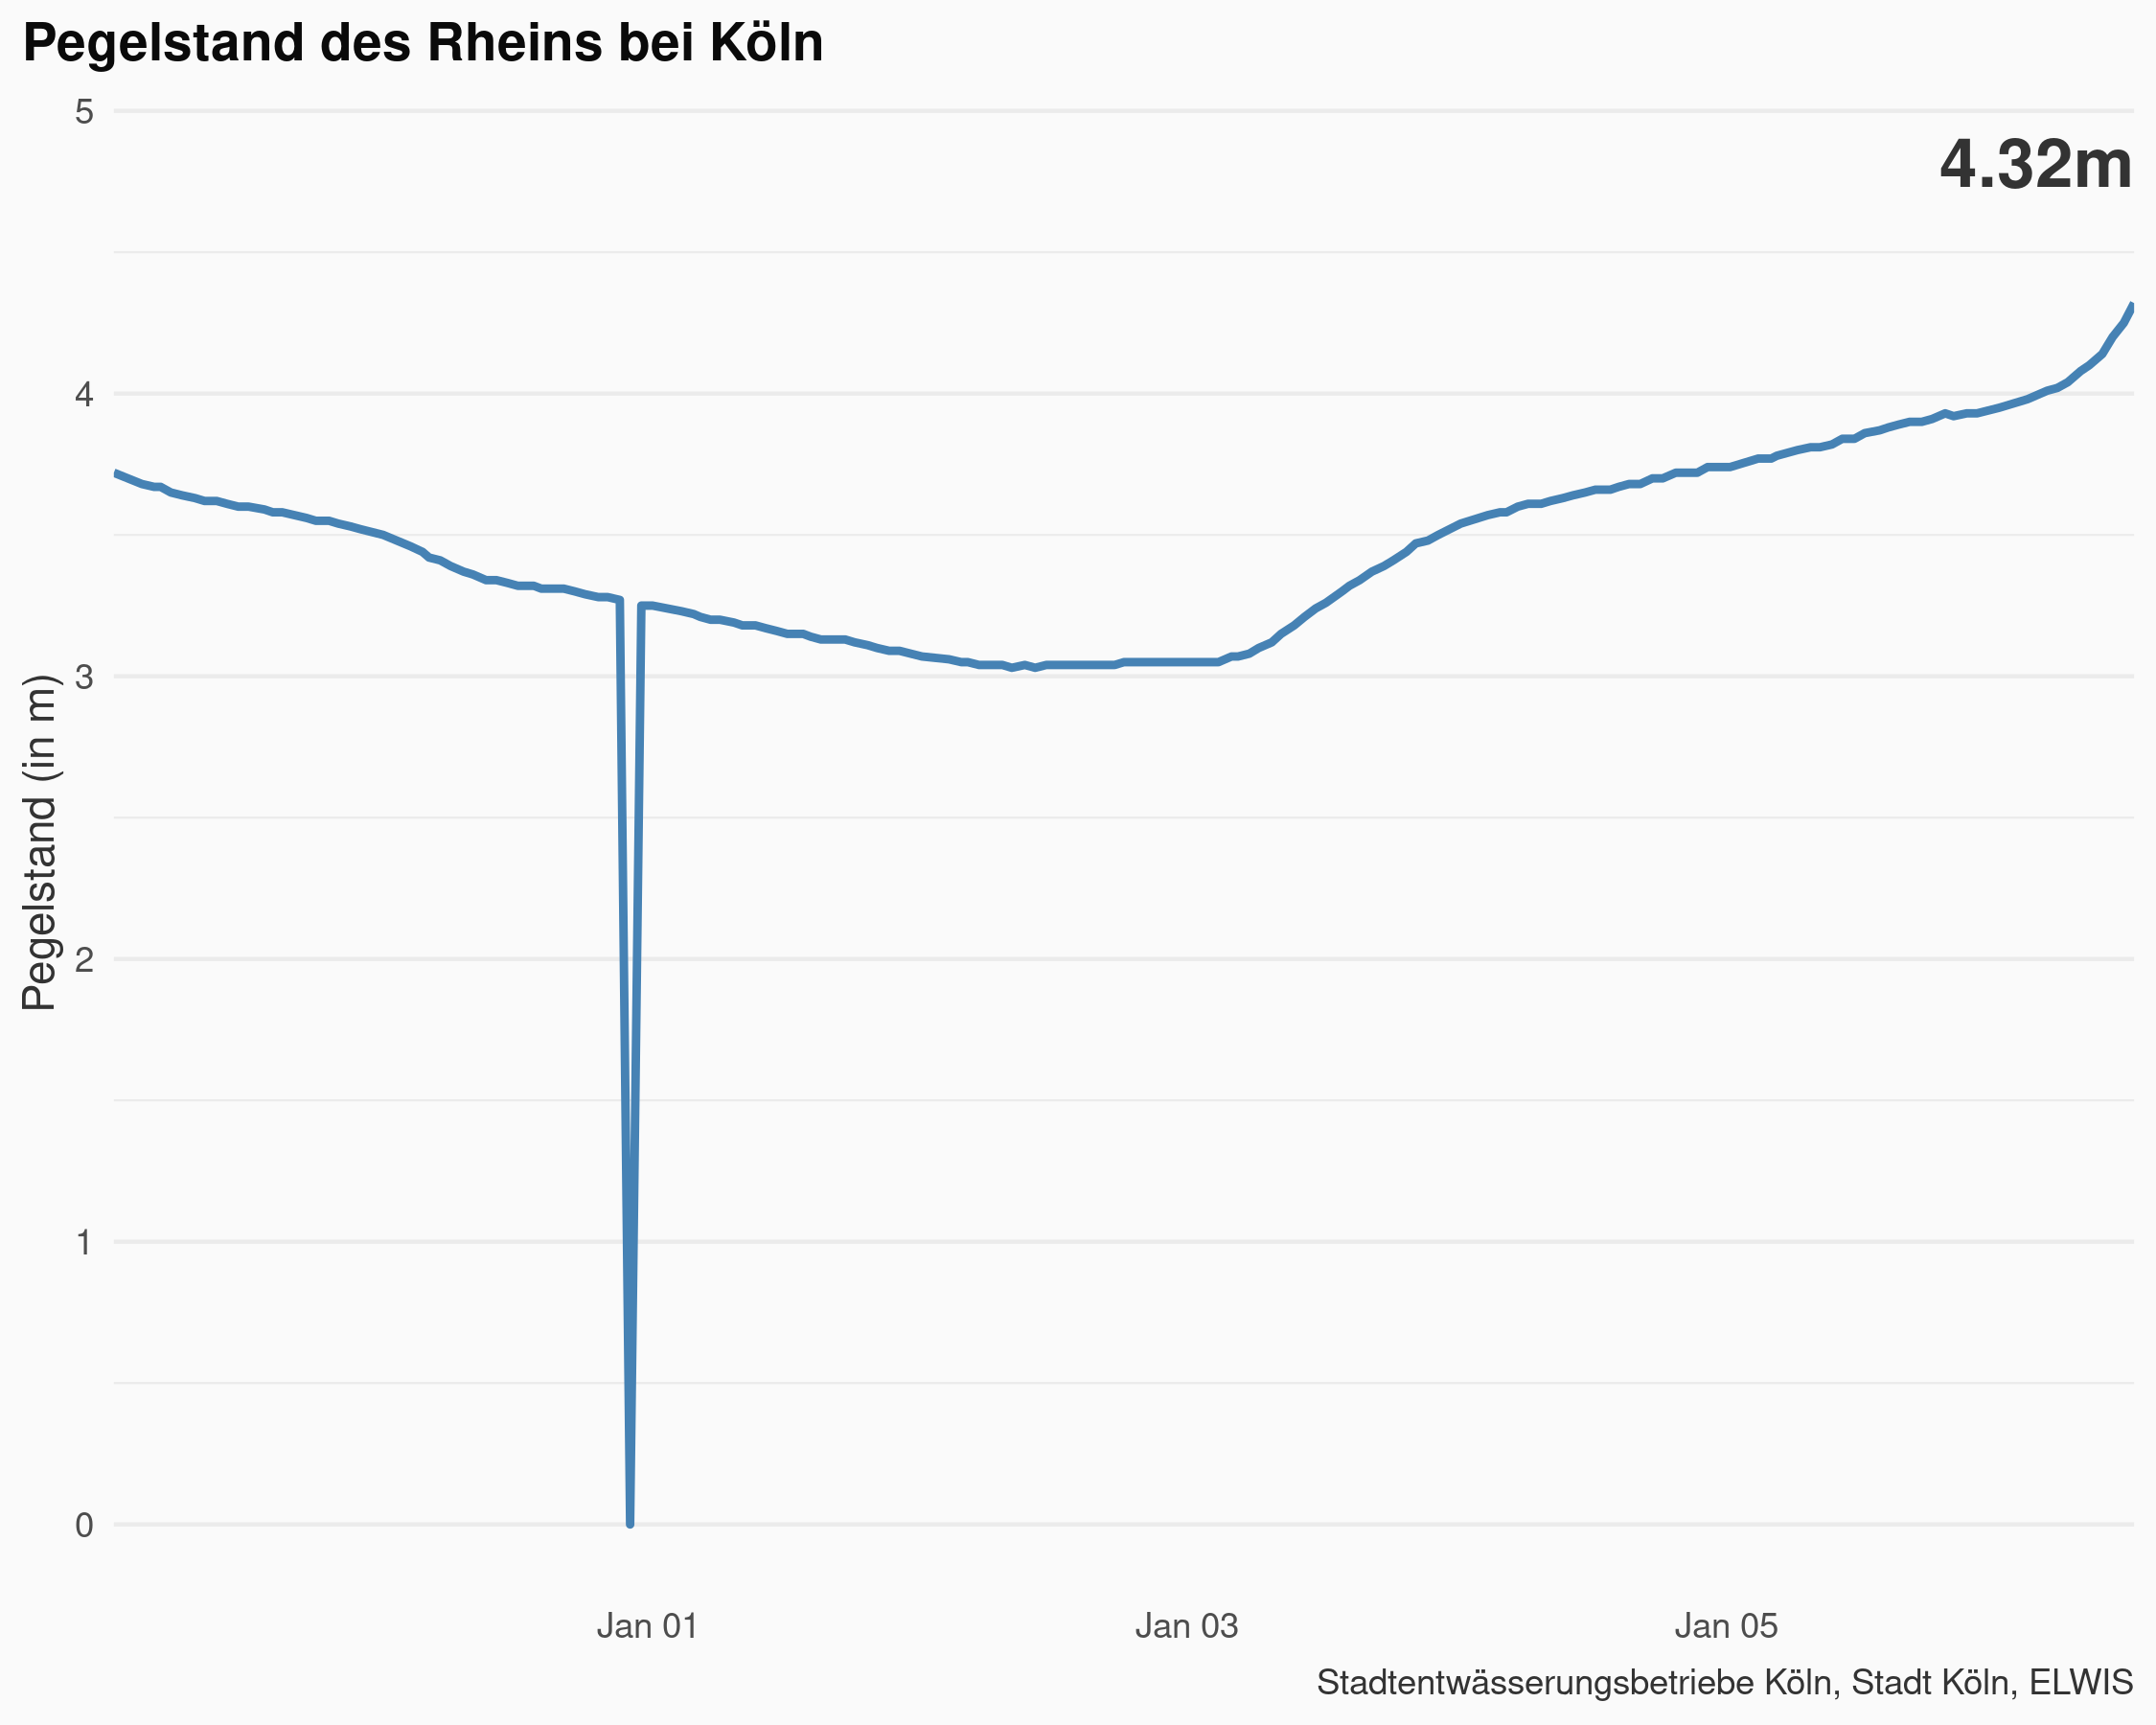 Pegelstand des Rheins bei Köln
5
4.32m
4
3
Pegelstand (in m)
2
1
0
Jan 01 Jan 03 Jan 05
Stadtentwässerungsbetriebe Köln, Stadt Köln, ELWIS